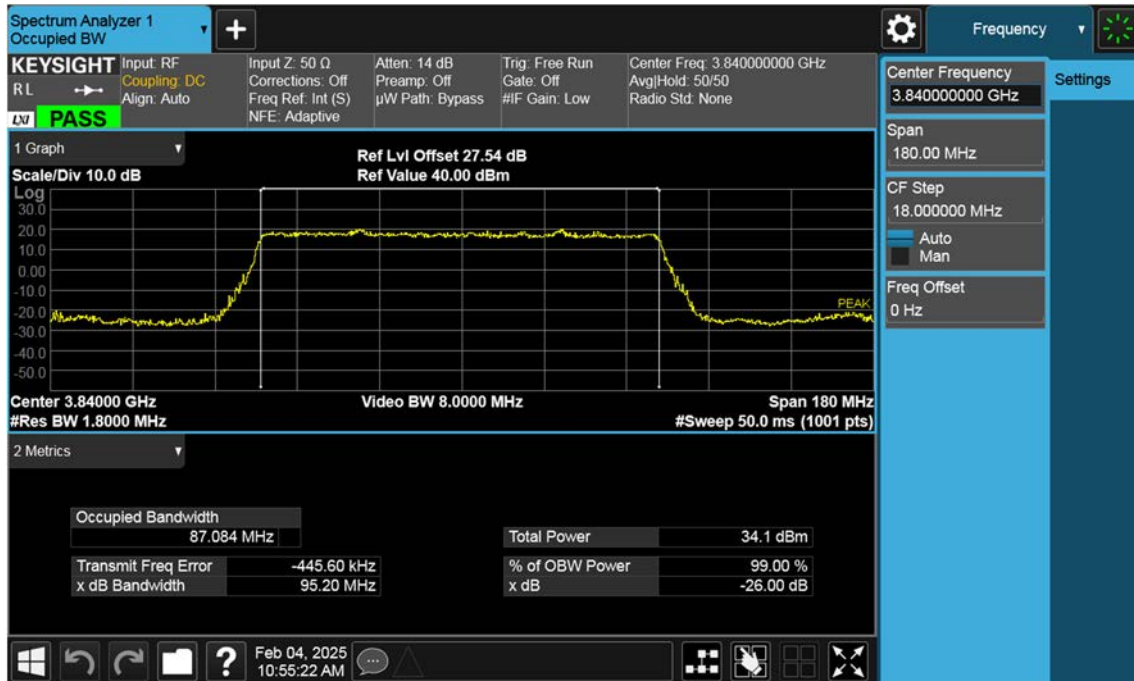 Spectrum Analyzer 1
Occupied BW
+
Frequency
KEYSIGHT
RL
LXI PASS
Input: RF
Coupling: DC
Align: Auto
Input Z: 50 Ω
Corrections: Off
Freq Ref: Int (S)
NFE: Adaptive
Atten: 14 dB
Preamp: Off
µW Path: Bypass
Trig: Free Run
Gate: Off
#IF Gain: Low
Center Freq: 3.840000000 GHz
Avg|Hold: 50/50
Radio Std: None
Center Frequency
3.840000000 GHz
Settings
Span
180.00 MHz
CF Step
18.000000 MHz
Auto
Man
Freq Offset
0 Hz
1 Graph
Scale/Div 10.0 dB
Ref Lvl Offset 27.54 dB
Ref Value 40.00 dBm
Log
30.0
20.0
10.0
0.00
-10.0
-20.0
-30.0
-40.0
-50.0
PEAK
Center 3.84000 GHz
#Res BW 1.8000 MHz
Video BW 8.0000 MHz
Span 180 MHz
#Sweep 50.0 ms (1001 pts)
2 Metrics
Occupied Bandwidth
87.084 MHz
Total Power 34.1 dBm
Transmit Freq Error -445.60 kHz
% of OBW Power 99.00 %
x dB Bandwidth 95.20 MHz
x dB -26.00 dB
?
Feb 04, 2025
10:55:22 AM